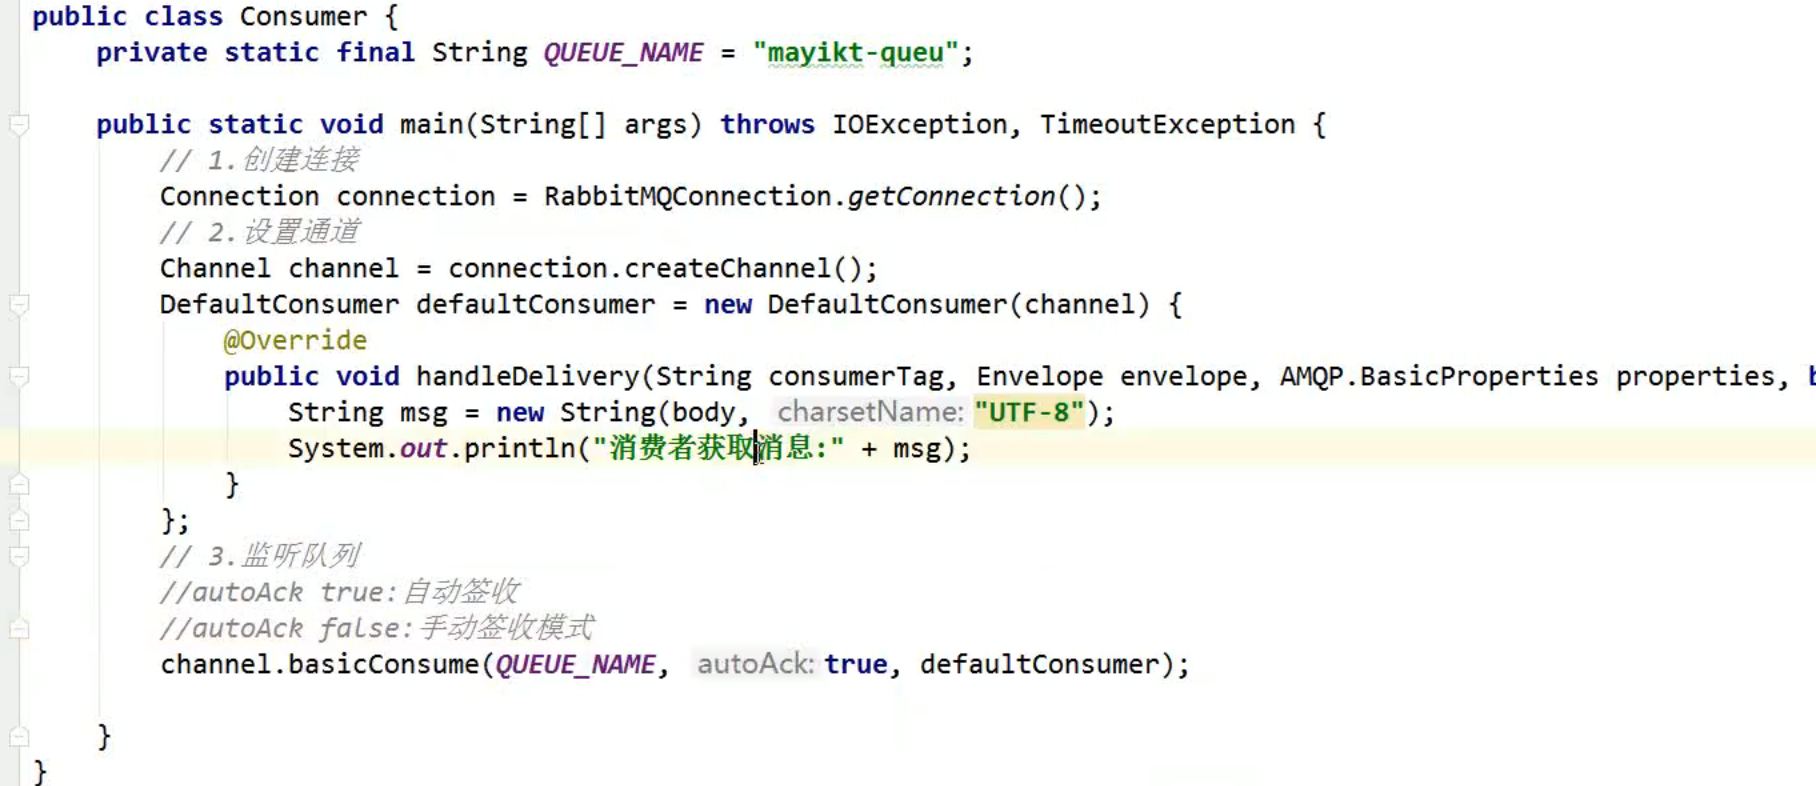 public class Consumer {
private static final String QUEUE_NAME = "mayikt-queu";
public static void main(String[] args) throws IOException, TimeoutException {
// 1.创建连接
Connection connection = RabbitMQConnection.getConnection();
// 2.设置通道
Channel channel = connection.createChannel();
DefaultConsumer defaultConsumer = new DefaultConsumer(channel) {
@Override
public void handleDelivery(String consumerTag, Envelope envelope, AMQP.BasicProperties properties,
String msg = new String(body, charsetName: "UTF-8");
System.out.println("消费者获取消息:" + msg);
}
};
// 3.监听队列
//autoAck true:自动签收
//autoAck false:手动签收模式
channel.basicConsume(QUEUE_NAME, autoAck: true, defaultConsumer);
}
}